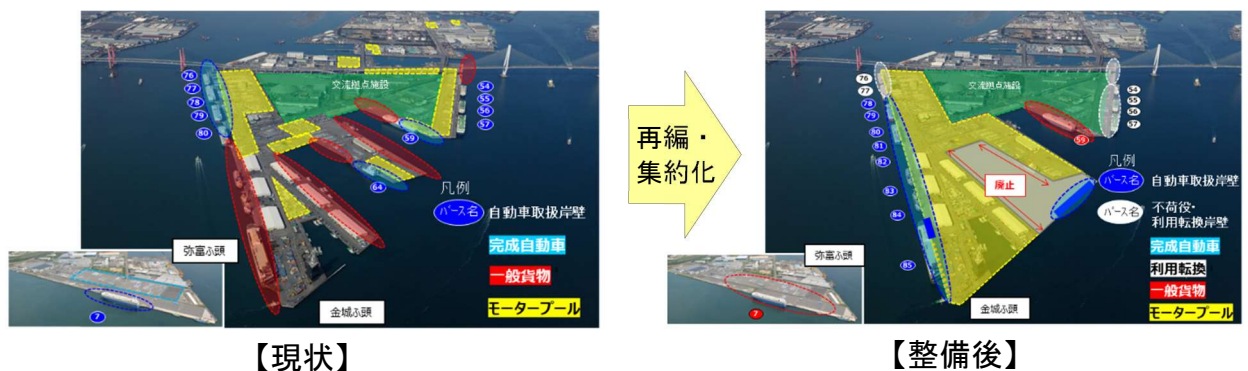 76
77
78
79
80
交流拠点施設
54
55
56
57
59
64
凡例
バース名
自動車取扱岸壁
完成自動車
一般貨物
モータープール
弥富ふ頭
7
金城ふ頭
【現状】
再編・
集約化
76
77
78
79
80
81
82
83
84
85
交流拠点施設
54
55
56
57
59
廃止
凡例
バース名
自動車取扱岸壁
バース名
不荷役・
利用転換岸壁
完成自動車
利用転換
一般貨物
モータープール
弥富ふ頭
7
金城ふ頭
【整備後】